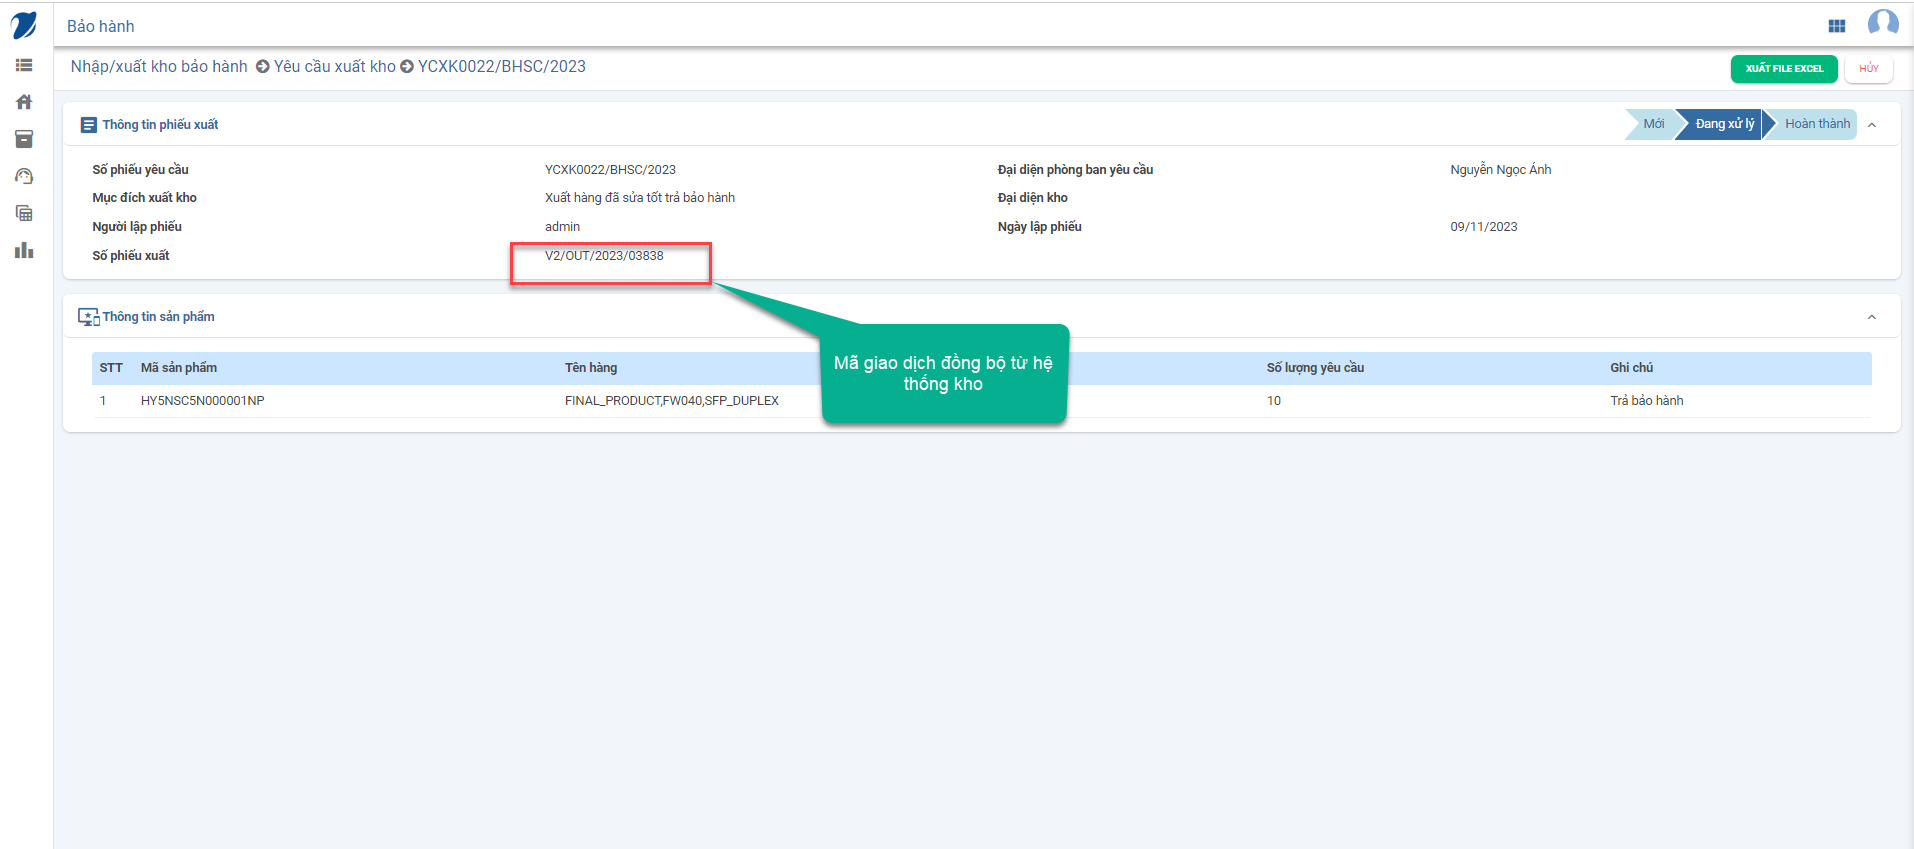 Bảo hành
Nhập/xuất kho bảo hành Yêu cầu xuất kho YCXK0022/BHSC/2023
XUẤT FILE EXCEL HỦY
Thông tin phiếu xuất
Mới Đang xử lý Hoàn thành
Số phiếu yêu cầu YCXK0022/BHSC/2023 Đại diện phòng ban yêu cầu Nguyễn Ngọc Ánh
Mục đích xuất kho Xuất hàng đã sửa tốt trả bảo hành Đại diện kho
Người lập phiếu admin Ngày lập phiếu 09/11/2023
Số phiếu xuất V2/OUT/2023/03838
Thông tin sản phẩm
Mã giao dịch đồng bộ từ hệ
thống kho
STT Mã sản phẩm Tên hàng Số lượng yêu cầu Ghi chú
1 HY5NSC5N000001NP FINAL_PRODUCT,FW040,SFP_DUPLEX 10 Trả bảo hành